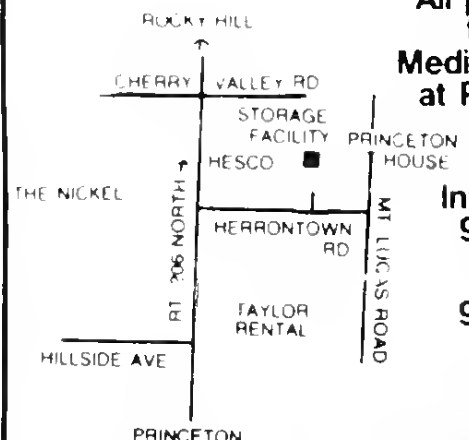 ROCKY HILL
CHERRY VALLEY RD
STORAGE
FACILITY
PRINCETON
HOUSE
HESCO
THE NICKEL
RT 206 NORTH
HERRONTOWN
RD
MT LUCAS ROAD
TAYLOR
RENTAL
HILLSIDE AVE
PRINCETON
All
Medi
at F
In
9
9